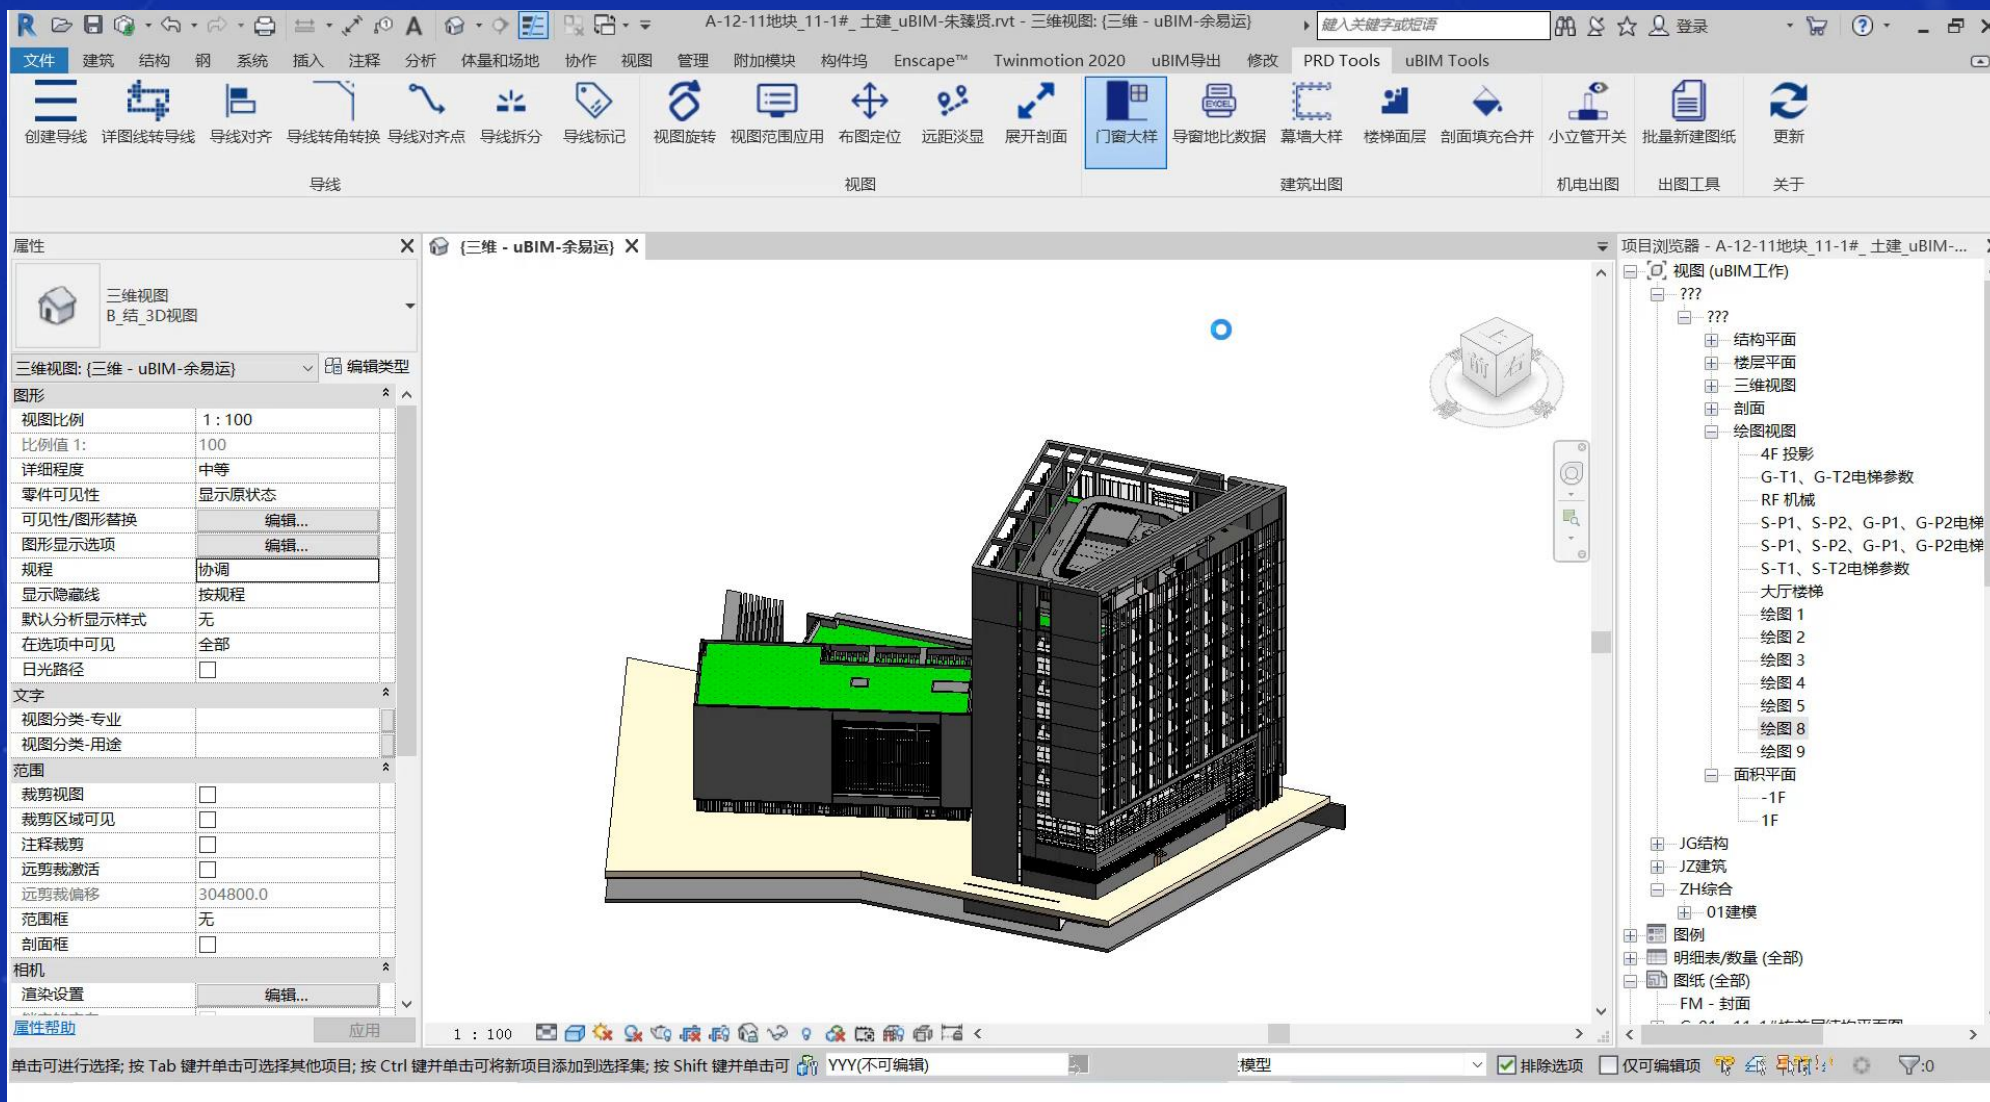 A-12-11地块_11-1#_ 土建_uBIM-朱臻贤.rvt - 三维视图: {三维 - uBIM-余易运}
键入关键字或短语
登录
文件 建筑 结构 钢 系统 插入 注释 分析 体量和场地 协作 视图 管理 附加模块 构件坞 Enscape™ Twinmotion 2020 uBIM导出 修改 PRD Tools uBIM Tools
创建导线 详图线转导线 导线对齐 导线转角转换 导线对齐点 导线拆分 导线标记 视图旋转 视图范围应用 布图定位 远距淡显 展开剖面 门窗大样 导窗地比数据 幕墙大样 楼梯面层 剖面填充合并 小立管开关 批量新建图纸 更新
导线 视图 建筑出图 机电出图 出图工具 关于
属性
三维视图
B_结_3D视图
三维视图: {三维 - uBIM-余易运} 编辑类型
图形
视图比例 1 : 100
比例值 1: 100
详细程度 中等
零件可见性 显示原状态
可见性/图形替换 编辑...
图形显示选项 编辑...
规程 协调
显示隐藏线 按规程
默认分析显示样式 无
在选项中可见 全部
日光路径
文字
视图分类-专业
视图分类-用途
范围
裁剪视图
裁剪区域可见
注释裁剪
远剪裁激活
远剪裁偏移 304800.0
范围框 无
剖面框
相机
渲染设置 编辑...
属性帮助 应用
{三维 - uBIM-余易运}
上
前 右
1 : 100
项目浏览器 - A-12-11地块_11-1#_ 土建_uBIM-...
视图 (uBIM工作)
???
???
结构平面
楼层平面
三维视图
剖面
绘图视图
4F 投影
G-T1、G-T2电梯参数
RF 机械
S-P1、S-P2、G-P1、G-P2电梯
S-P1、S-P2、G-P1、G-P2电梯
S-T1、S-T2电梯参数
大厅楼梯
绘图 1
绘图 2
绘图 3
绘图 4
绘图 5
绘图 8
绘图 9
面积平面
-1F
1F
JG结构
JZ建筑
ZH综合
01建模
图例
明细表/数量 (全部)
图纸 (全部)
FM - 封面
单击可进行选择; 按 Tab 键并单击可选择其他项目; 按 Ctrl 键并单击可将新项目添加到选择集; 按 Shift 键并单击可 YYY(不可编辑) 模型 排除选项 仅可编辑项 :0